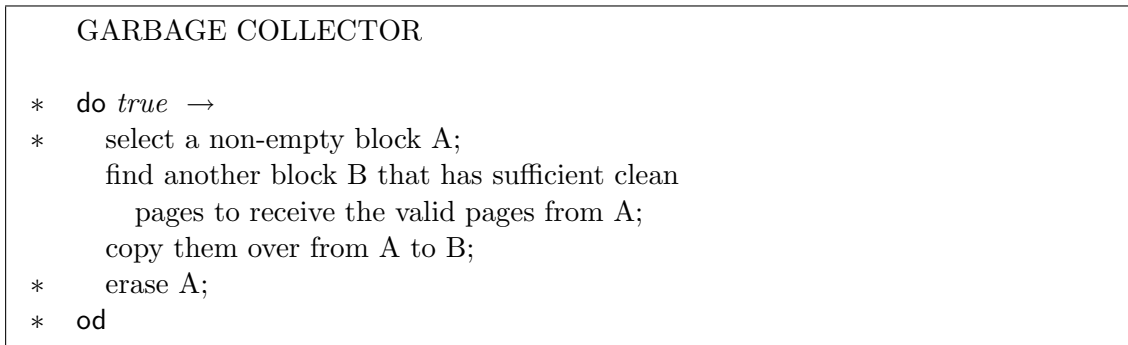 GARBAGE COLLECTOR
∗ do true →
∗ select a non-empty block A;
find another block B that has sufficient clean
pages to receive the valid pages from A;
copy them over from A to B;
∗ erase A;
∗ od